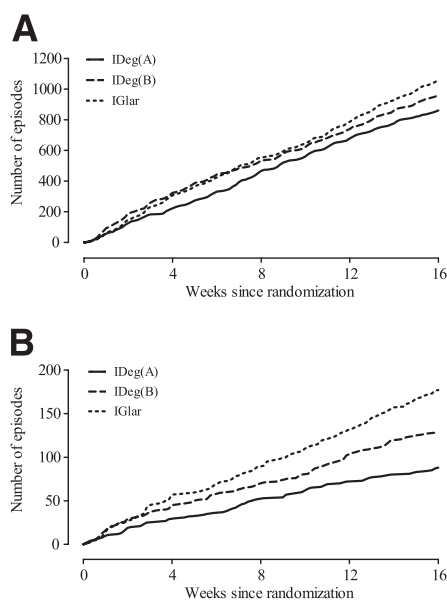 A
1200
1000
800
600
400
200
0
Number of episodes
IDeg(A)
IDeg(B)
IGlar
0 4 8 12 16
Weeks since randomization
B
200
150
100
50
0
Number of episodes
IDeg(A)
IDeg(B)
IGlar
0 4 8 12 16
Weeks since randomization